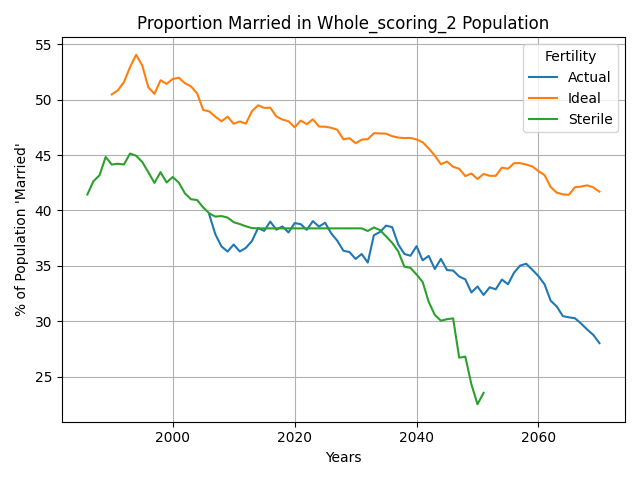 Proportion Married in Whole_scoring_2 Population
% of Population 'Married'
55
50
45
40
35
30
25
Fertility
Actual
Ideal
Sterile
2000 2020 2040 2060
Years